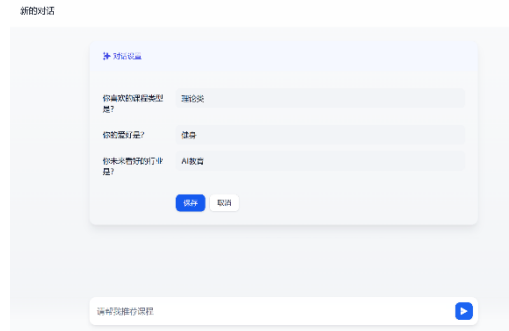 新的对话
对话设置
你喜欢的课程类型
是?
理论类
你的爱好是?
健身
你未来看好的行业
是?
AI教育
保存
取消
请帮我推荐课程